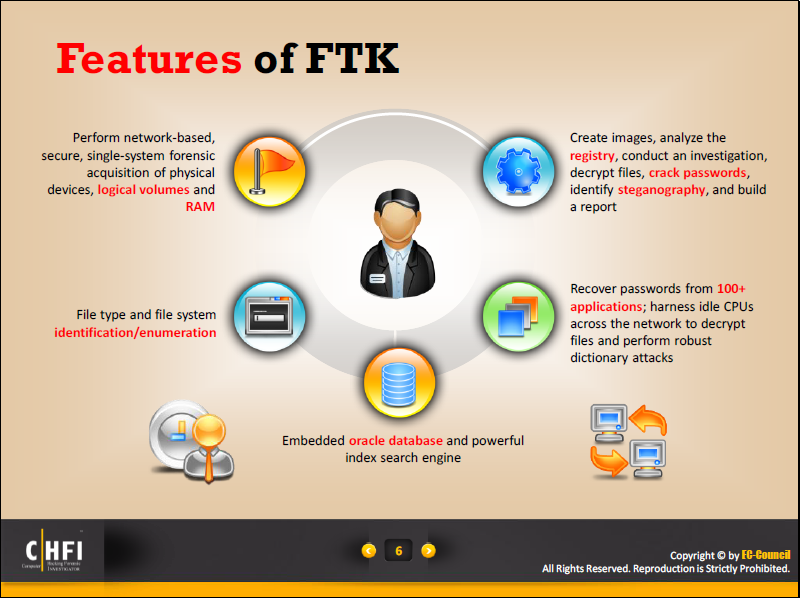 Features of FTK
Perform network-based,
secure, single-system forensic
acquisition of physical
devices, logical volumes and
RAM
Create images, analyze the
registry, conduct an investigation,
decrypt files, crack passwords,
identify steganography, and build
a report
File type and file system
identification/enumeration
Recover passwords from 100+
applications; harness idle CPUs
across the network to decrypt
files and perform robust
dictionary attacks
Embedded oracle database and powerful
index search engine
CHFI
Computer Hacking Forensic
INVESTIGATOR
6
Copyright © by EC-Council
All Rights Reserved. Reproduction is Strictly Prohibited.